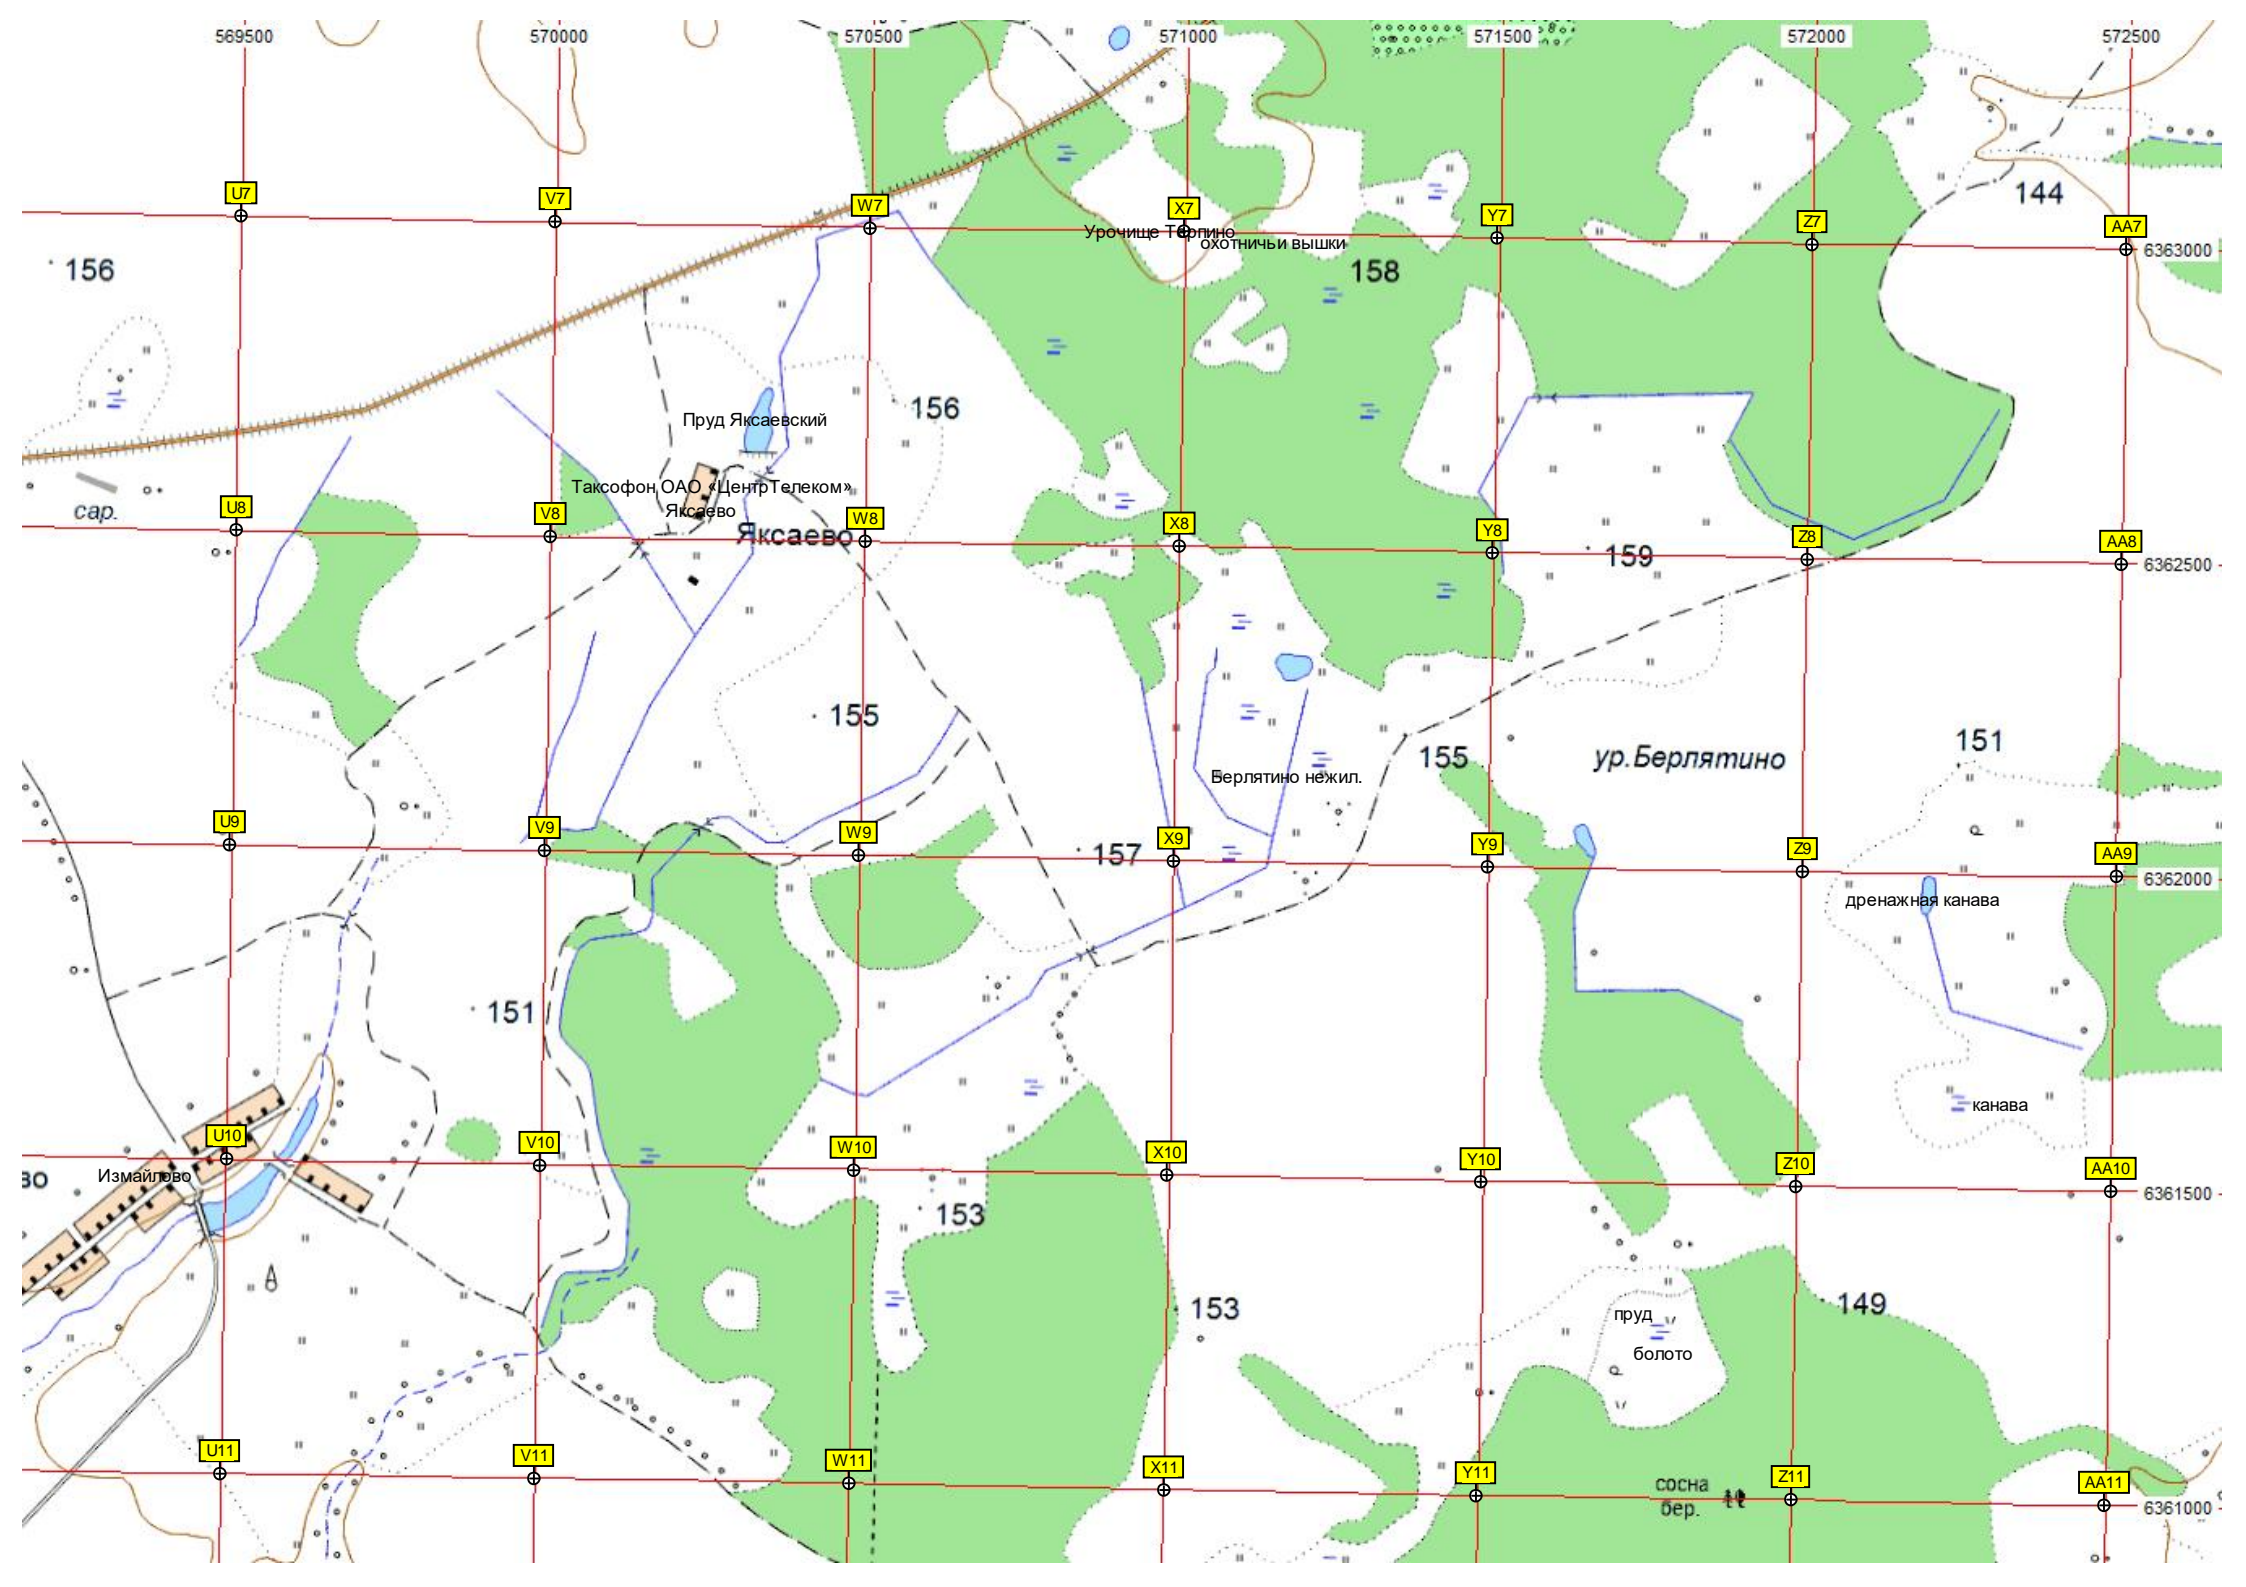 569500 570000 570500 571000 571500 572000 572500
144
U7 V7 W7 X7 Y7 Z7 AA7
Урочище Терпино
охотничьи вышки
6363000
156
158
156
Пруд Яксаевский
Таксофон ОАО «ЦентрТелеком»
Яксаево
сар.
U8 V8 W8 X8 Y8 Z8 AA8
Яксаево
159
6362500
155
155
ур.Берлятино
151
Берлятино нежил.
U9 V9 W9 X9 Y9 Z9 AA9
157
6362000
дренажная канава
151
канава
U10 V10 W10 X10 Y10 Z10 AA10
во
Измайлово
6361500
153
153
149
пруд
болото
U11 V11 W11 X11 Y11 Z11 AA11
сосна
бер.
6361000